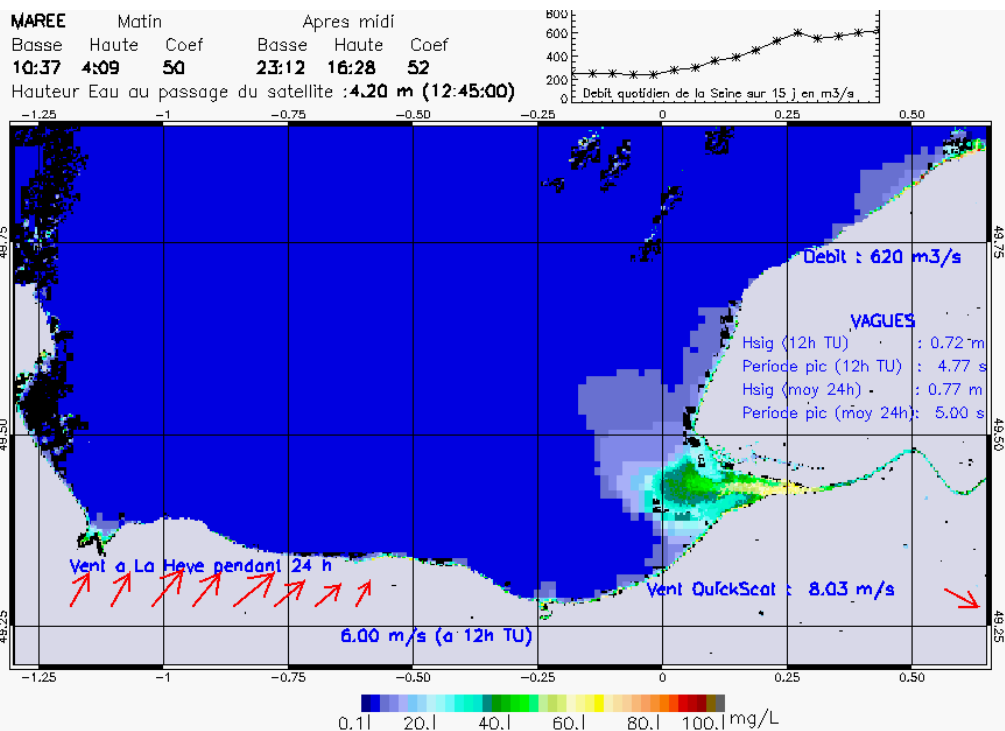 MAREE Matin Apres midi
Basse Haute Coef Basse Haute Coef
10:37 4:09 50 23:12 16:28 52
Hauteur Eau au passage du satellite :4.20 m (12:45:00)
800
600
400
200
0
Debit quotidien de la Seine sur 15 j en m3/s
-1.25 -1 -0.75 -0.50 -0.25 0 0.25 0.50
49.75 49.75
Debit : 620 m3/s
VAGUES
Hsig (12h TU) : 0.72 m
Periode pic (12h TU) : 4.77 s
Hsig (moy 24h) - : 0.77 m
Periode pic (moy 24h): 5.00 s
49.50 49.50
Vent a La Heve pendant 24 h
Vent QuickScat : 8.03 m/s
49.25 49.25
6.00 m/s (a 12h TU)
-1.25 -1 -0.75 -0.50 -0.25 0 0.25 0.50
0.1 20.1 40.1 60.1 80.1 100.1 mg/L